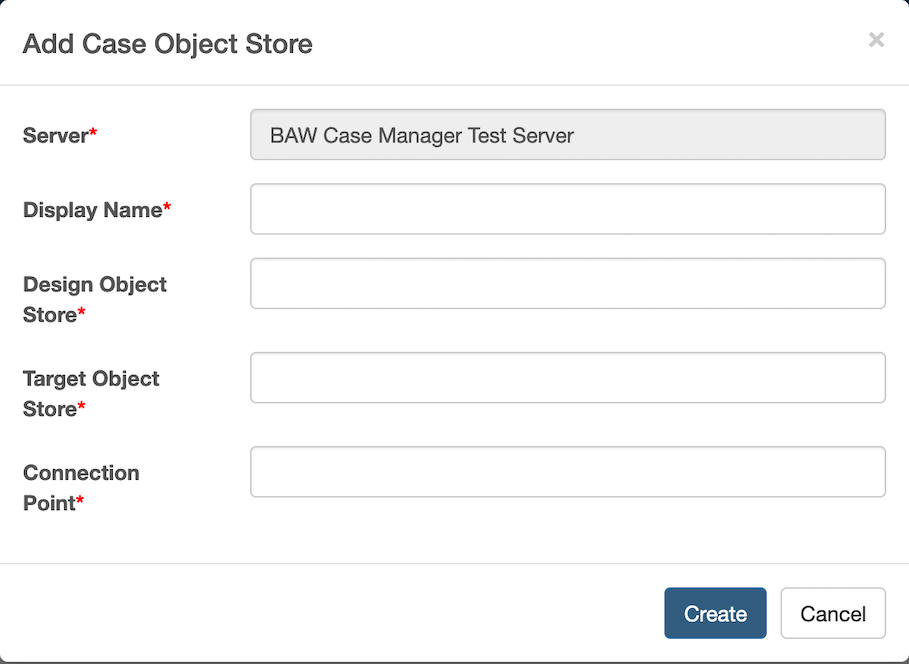 Add Case Object Store
×
Server*
BAW Case Manager Test Server
Display Name*
Design Object
Store*
Target Object
Store*
Connection
Point*
Create
Cancel